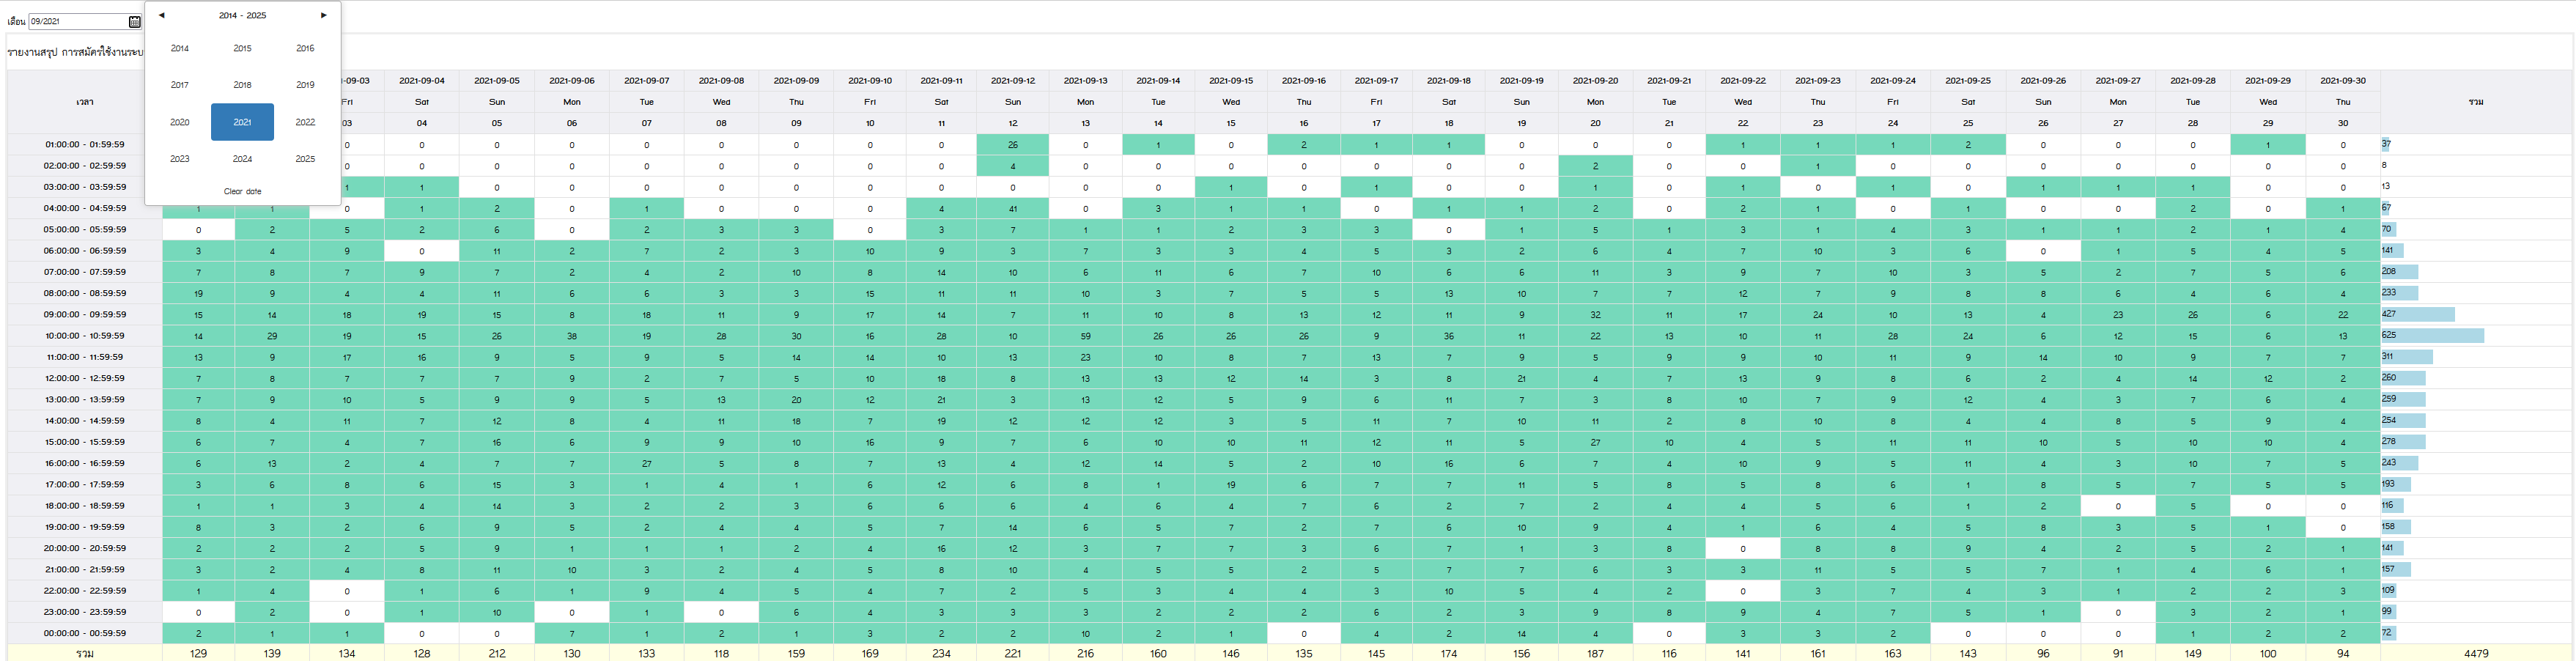 เดือน 09/2021
◄ 2014 - 2025 ►
2014 2015 2016
2017 2018 2019
2020 2021 2022
2023 2024 2025
Clear date
รายงานสรุป การสมัครใช้งานระบ
เวลา -09-03 2021-09-04 2021-09-05 2021-09-06 2021-09-07 2021-09-08 2021-09-09 2021-09-10 2021-09-11 2021-09-12 2021-09-13 2021-09-14 2021-09-15 2021-09-16 2021-09-17 2021-09-18 2021-09-19 2021-09-20 2021-09-21 2021-09-22 2021-09-23 2021-09-24 2021-09-25 2021-09-26 2021-09-27 2021-09-28 2021-09-29 2021-09-30 รวม
Fri Sat Sun Mon Tue Wed Thu Fri Sat Sun Mon Tue Wed Thu Fri Sat Sun Mon Tue Wed Thu Fri Sat Sun Mon Tue Wed Thu
03 04 05 06 07 08 09 10 11 12 13 14 15 16 17 18 19 20 21 22 23 24 25 26 27 28 29 30
01:00:00 - 01:59:59 0 0 0 0 0 0 0 0 0 26 0 1 0 2 1 1 0 0 0 1 1 1 2 0 0 0 1 0 37
02:00:00 - 02:59:59 0 0 0 0 0 0 0 0 0 4 0 0 0 0 0 0 0 2 0 0 1 0 0 0 0 0 0 0 8
03:00:00 - 03:59:59 1 1 0 0 0 0 0 0 0 0 0 0 1 0 1 0 0 1 0 1 0 1 0 1 1 1 0 0 13
04:00:00 - 04:59:59 1 1 0 1 2 0 1 0 0 0 4 41 0 3 1 1 0 1 1 2 0 2 1 0 1 0 0 2 0 1 67
05:00:00 - 05:59:59 0 2 5 2 6 0 2 3 3 0 3 7 1 1 2 3 3 0 1 5 1 3 1 4 3 1 1 2 1 4 70
06:00:00 - 06:59:59 3 4 9 0 11 2 7 2 3 10 9 3 7 3 3 4 5 3 2 6 4 7 10 3 6 0 1 5 4 5 141
07:00:00 - 07:59:59 7 8 7 9 7 2 4 2 10 8 14 10 6 11 6 7 10 6 6 11 3 9 7 10 3 5 2 7 5 6 208
08:00:00 - 08:59:59 19 9 4 4 11 6 6 3 3 15 11 11 10 3 7 5 5 13 10 7 7 12 7 9 8 8 6 4 6 4 233
09:00:00 - 09:59:59 15 14 18 19 15 8 18 11 9 17 14 7 11 10 8 13 12 11 9 32 11 17 24 10 13 4 23 26 6 22 427
10:00:00 - 10:59:59 14 29 19 15 26 38 19 28 30 16 28 10 59 26 26 26 9 36 11 22 13 10 11 28 24 6 12 15 6 13 625
11:00:00 - 11:59:59 13 9 17 16 9 5 9 5 14 14 10 13 23 10 8 7 13 7 9 5 9 9 10 11 9 14 10 9 7 7 311
12:00:00 - 12:59:59 7 8 7 7 7 9 2 7 5 10 18 8 13 13 12 14 3 8 21 4 7 13 9 8 6 2 4 14 12 2 260
13:00:00 - 13:59:59 7 9 10 5 9 9 5 13 20 12 21 3 13 12 5 9 6 11 7 3 8 10 7 9 12 4 3 7 6 4 259
14:00:00 - 14:59:59 8 4 11 7 12 8 4 11 18 7 19 12 12 12 3 5 11 7 10 11 2 8 10 8 4 4 8 5 9 4 254
15:00:00 - 15:59:59 6 7 4 7 16 6 9 9 10 16 9 7 6 10 10 11 12 11 5 27 10 4 5 11 11 10 5 10 10 4 278
16:00:00 - 16:59:59 6 13 2 4 7 7 27 5 8 7 13 4 12 14 5 2 10 16 6 7 4 10 9 5 11 4 3 10 7 5 243
17:00:00 - 17:59:59 3 6 8 6 15 3 1 4 1 6 12 6 8 1 19 6 7 7 11 5 8 5 8 6 1 8 5 7 5 5 193
18:00:00 - 18:59:59 1 1 3 4 14 3 2 2 3 6 6 6 4 6 4 7 6 2 7 2 4 4 5 6 1 2 0 5 0 0 116
19:00:00 - 19:59:59 8 3 2 6 9 5 2 4 4 5 7 14 6 5 7 2 7 6 10 9 4 1 6 4 5 8 3 5 1 0 158
20:00:00 - 20:59:59 2 2 2 5 9 1 1 1 2 4 16 12 3 7 7 3 6 7 1 3 8 0 8 8 9 4 2 5 2 1 141
21:00:00 - 21:59:59 3 2 4 8 11 10 3 2 4 5 8 10 4 5 5 2 5 7 7 6 3 3 11 5 5 7 1 4 6 1 157
22:00:00 - 22:59:59 1 4 0 1 6 1 9 4 5 4 7 2 5 3 4 4 3 10 5 4 2 0 3 7 4 3 1 2 2 3 109
23:00:00 - 23:59:59 0 2 0 1 10 0 1 0 6 4 3 3 3 2 2 2 6 2 3 9 8 9 4 7 5 1 0 3 2 1 99
00:00:00 - 00:59:59 2 1 1 0 0 7 1 2 1 3 2 2 10 2 1 0 4 2 14 4 0 3 3 2 0 0 0 1 2 2 72
รวม 129 139 134 128 212 130 133 118 159 169 234 221 216 160 146 135 145 174 156 187 116 141 161 163 143 96 91 149 100 94 4479